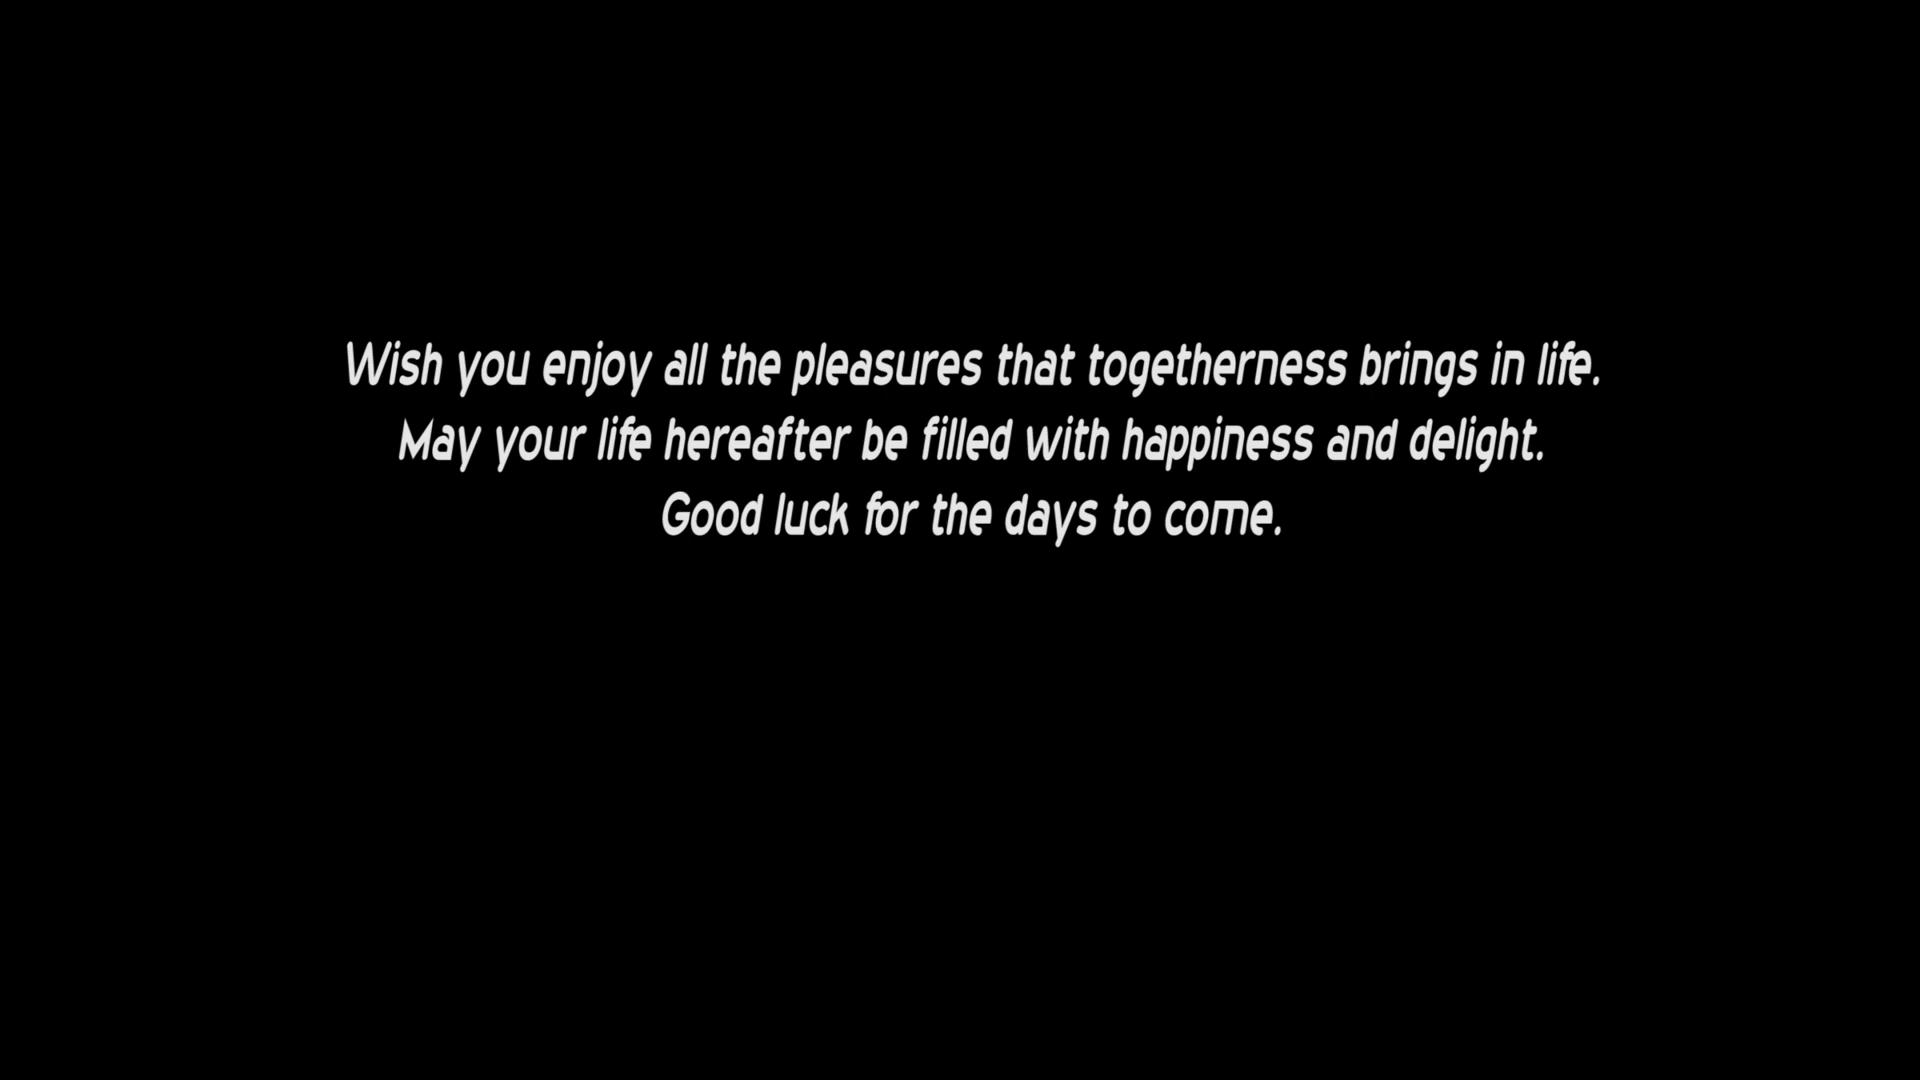 Wish you enjoy all the pleasures that togetherness brings in life.
May your life hereafter be filled with happiness and delight.
Good luck for the days to come.